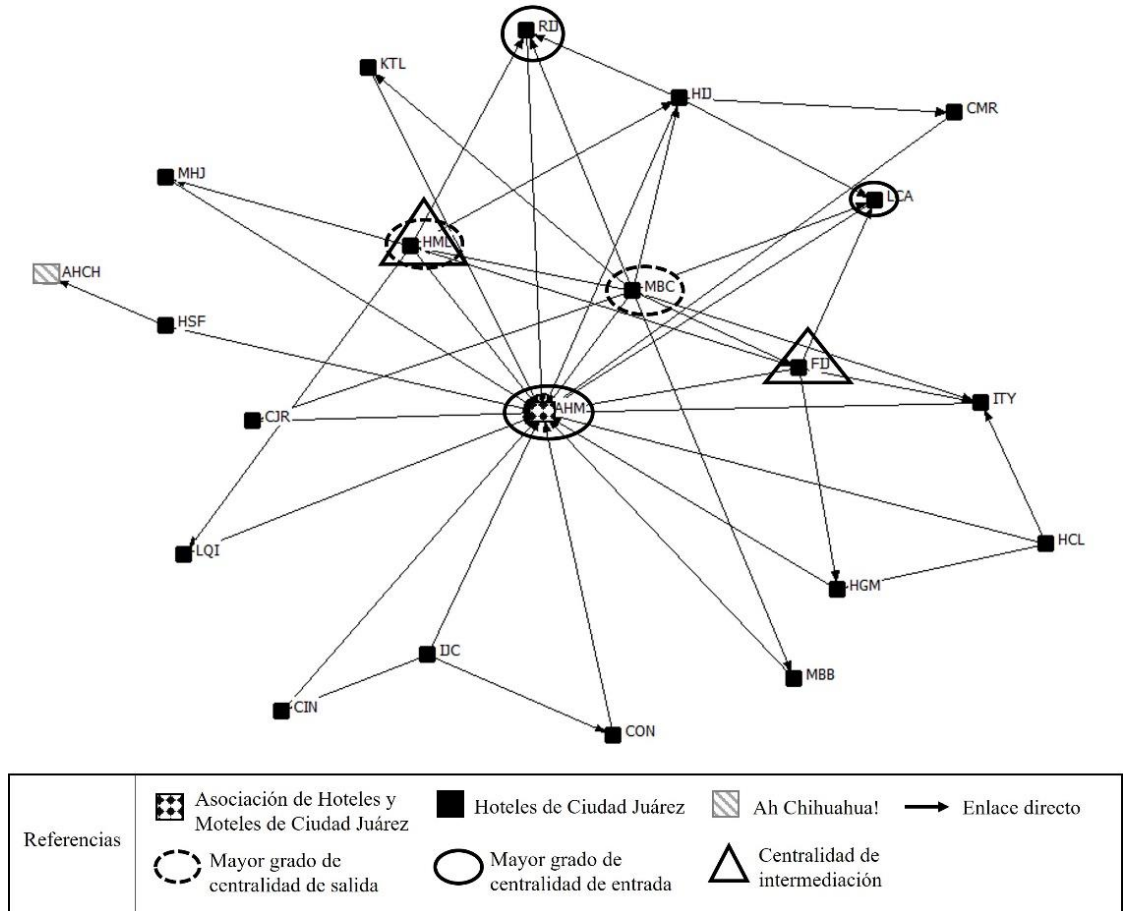 RIJ
KTL
HIJ
CMR
MHJ
LCA
HML
AHCH
MBC
HSF
FIJ
ITY
AHM
CJR
HCL
LQI
HGM
IJC
MBB
CIN
CON
Referencias
Asociación de Hoteles y
Moteles de Ciudad Juárez
Hoteles de Ciudad Juárez
Ah Chihuahua!
Enlace directo
Mayor grado de
centralidad de salida
Mayor grado de
centralidad de entrada
Centralidad de
intermediación